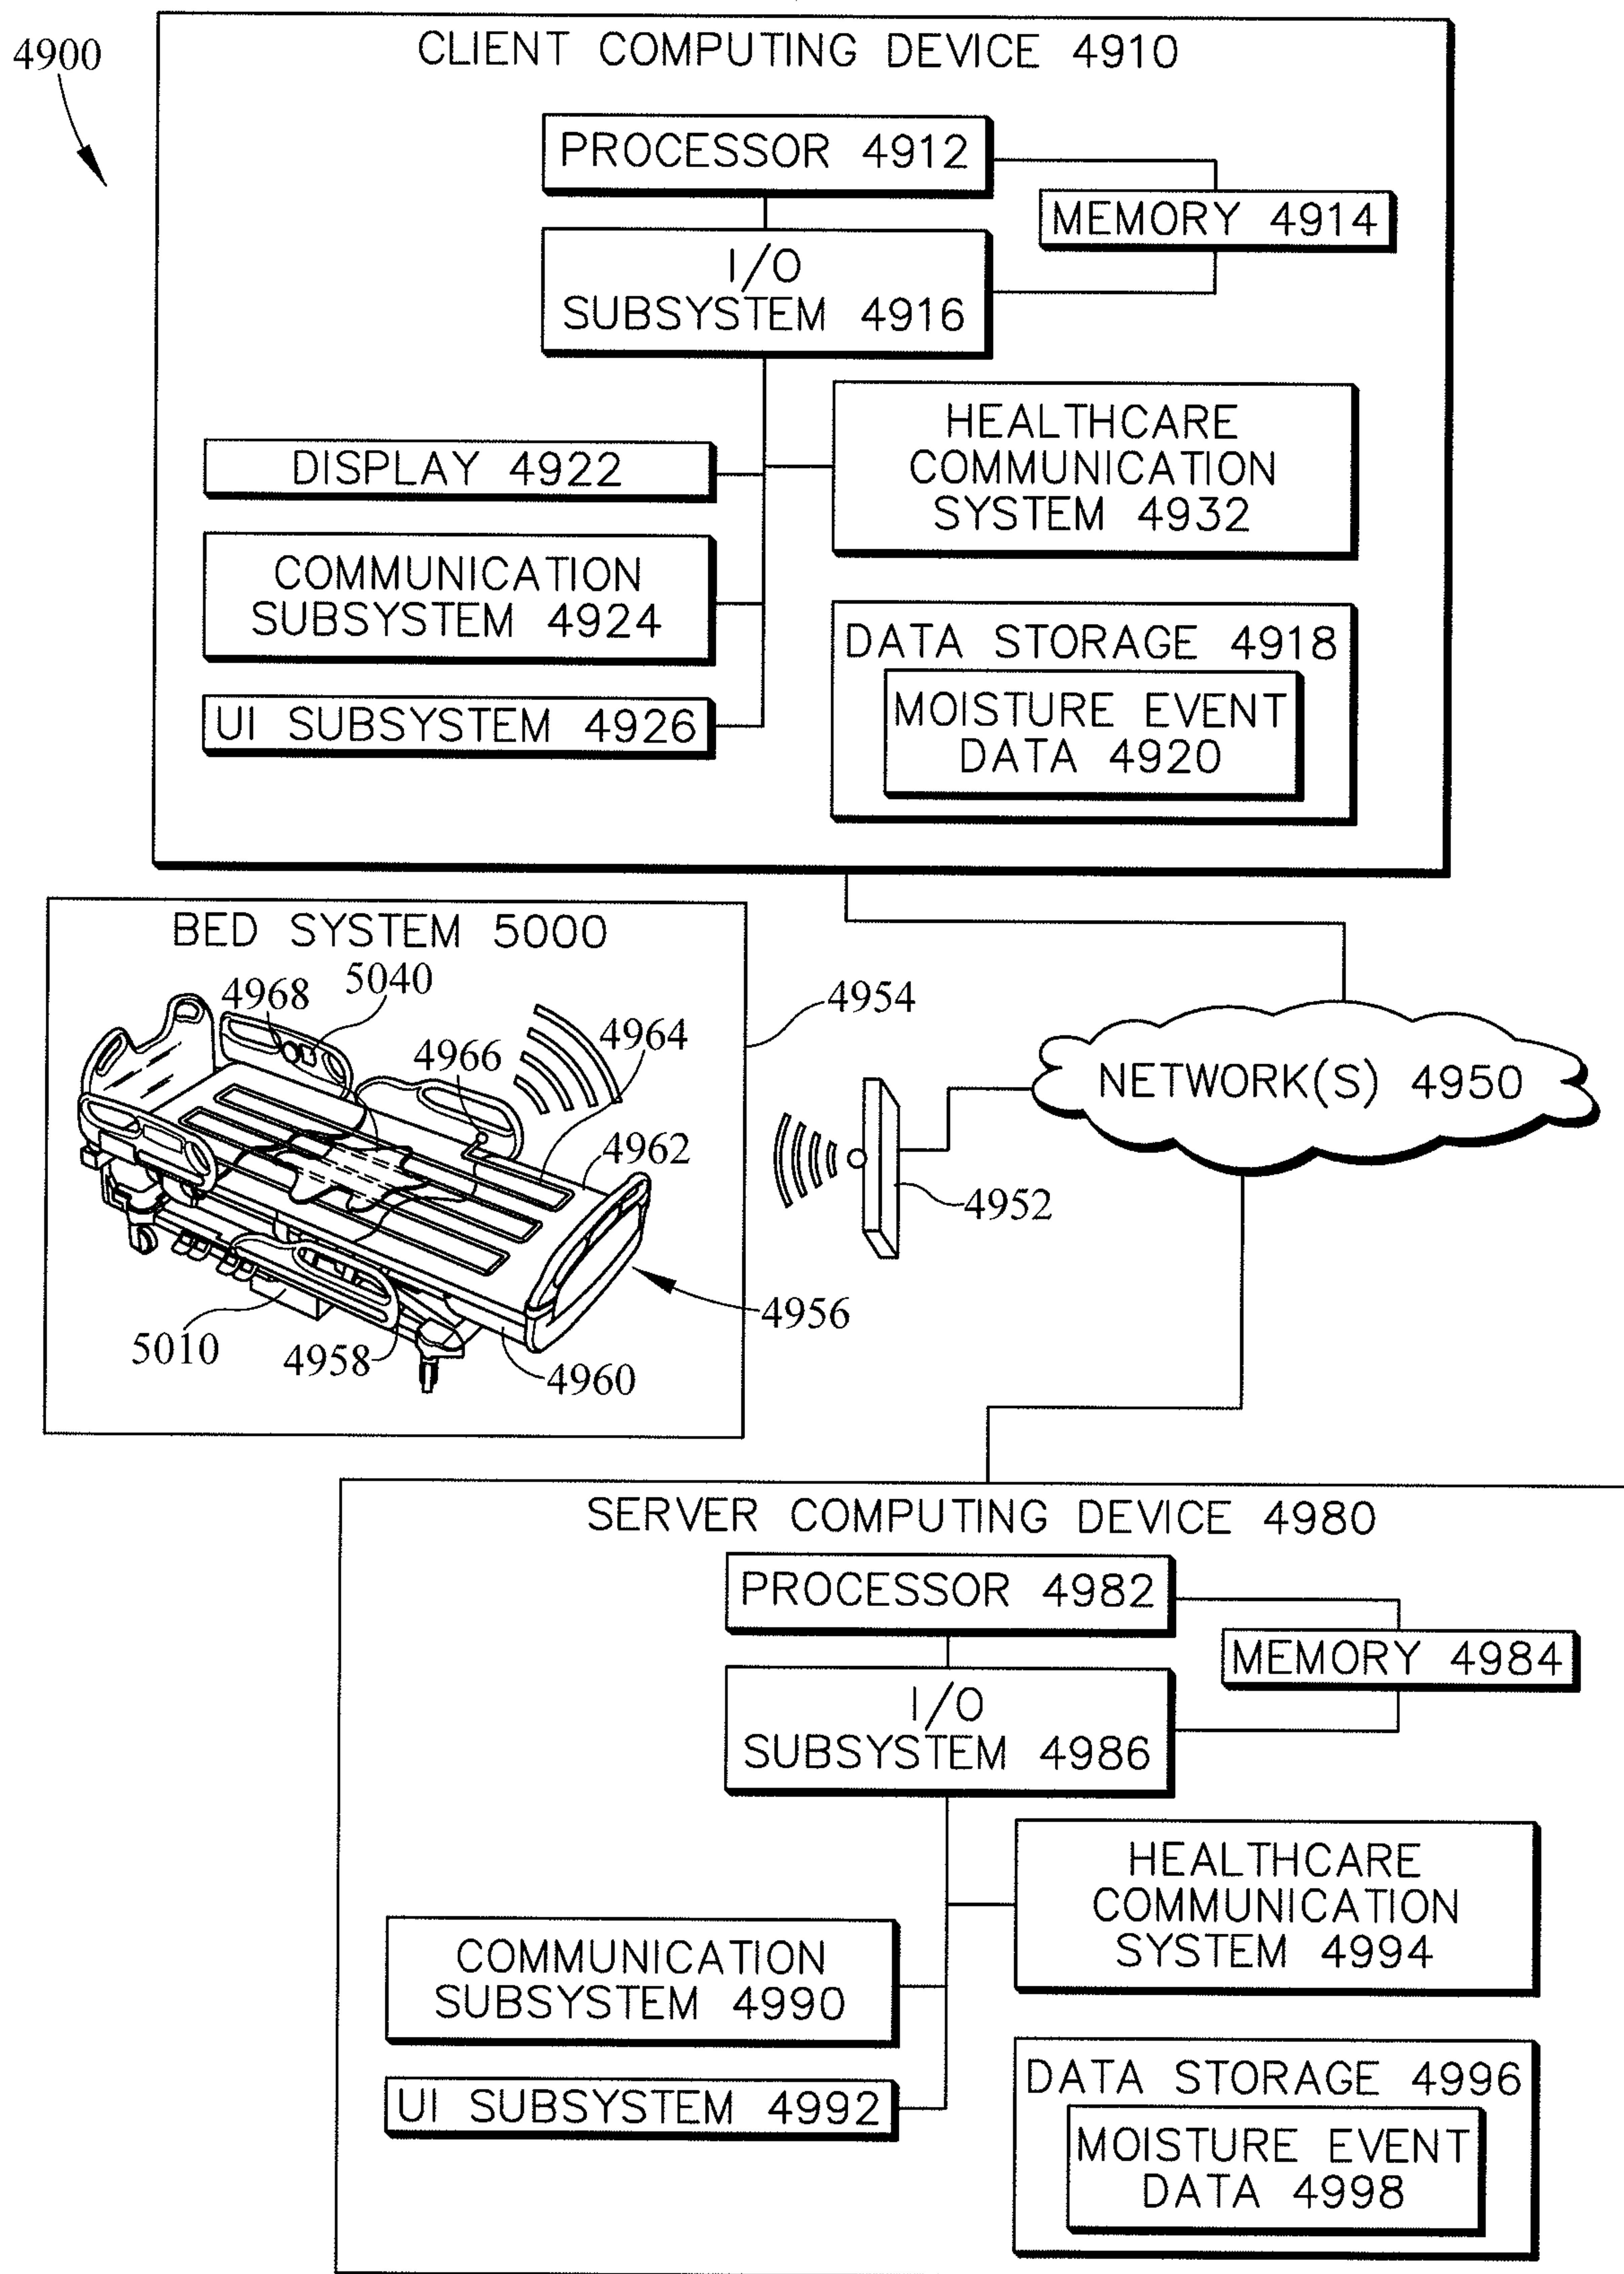 4900
CLIENT COMPUTING DEVICE 4910
PROCESSOR 4912
MEMORY 4914
I/O
SUBSYSTEM 4916
HEALTHCARE
COMMUNICATION
SYSTEM 4932
DISPLAY 4922
COMMUNICATION
SUBSYSTEM 4924
DATA STORAGE 4918
MOISTURE EVENT
DATA 4920
UI SUBSYSTEM 4926
BED SYSTEM 5000
4968
5040
4966
4964
4954
4962
NETWORK(S) 4950
4952
4956
5010
4958
4960
SERVER COMPUTING DEVICE 4980
PROCESSOR 4982
MEMORY 4984
I/O
SUBSYSTEM 4986
HEALTHCARE
COMMUNICATION
SYSTEM 4994
COMMUNICATION
SUBSYSTEM 4990
UI SUBSYSTEM 4992
DATA STORAGE 4996
MOISTURE EVENT
DATA 4998